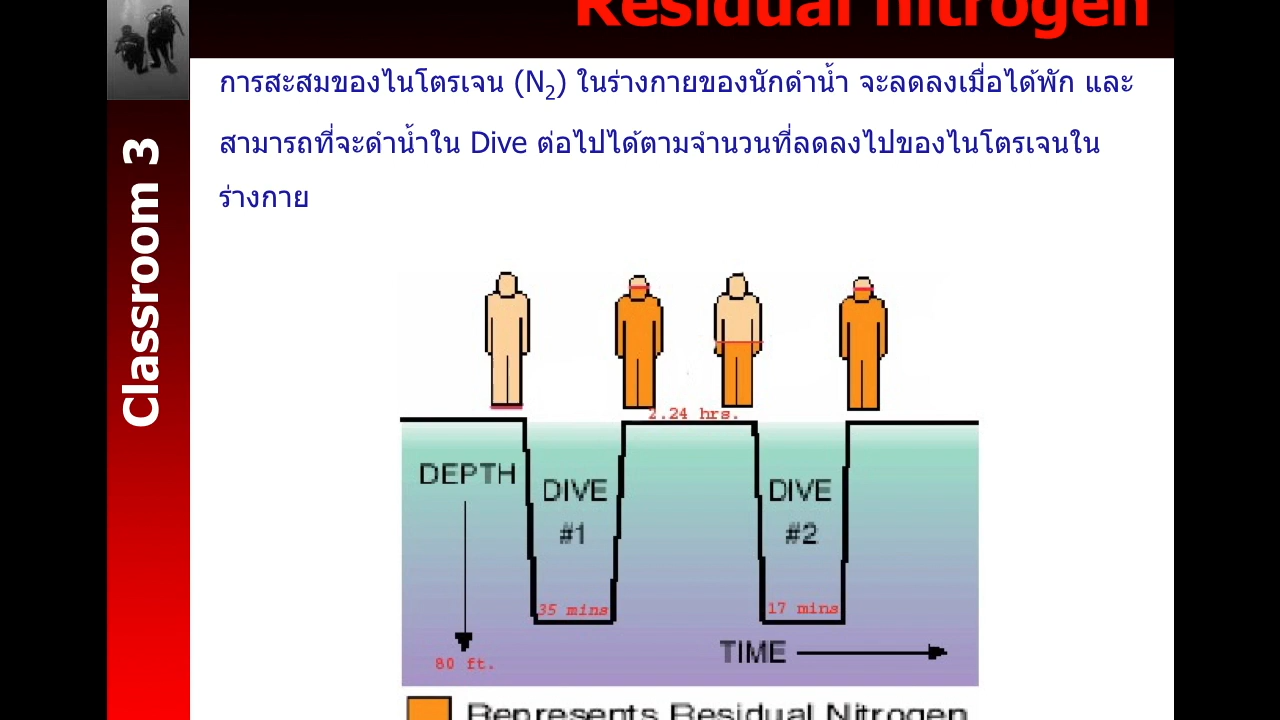 Residual nitrogen
การสะสมของไนโตรเจน (N2) ในร่างกายของนักดำน้ำ จะลดลงเมื่อได้พัก และ
สามารถที่จะดำน้ำใน Dive ต่อไปได้ตามจำนวนที่ลดลงไปของไนโตรเจนใน
ร่างกาย
Classroom 3
2.24 hrs.
DEPTH
DIVE
#1
DIVE
#2
35 mins
17 mins
TIME
80 ft.
Represents Residual Nitrogen